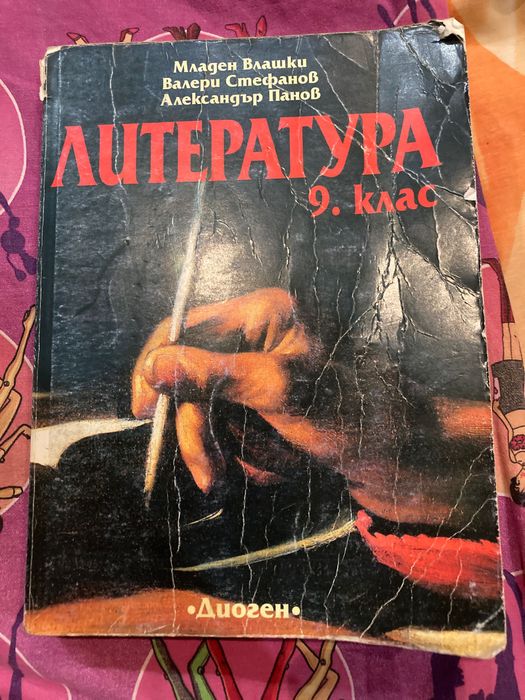 Младен Влашки
Валери Стефанов
Александър Панов
ЛИТЕРАТУРА
9. клас
•Диоген•